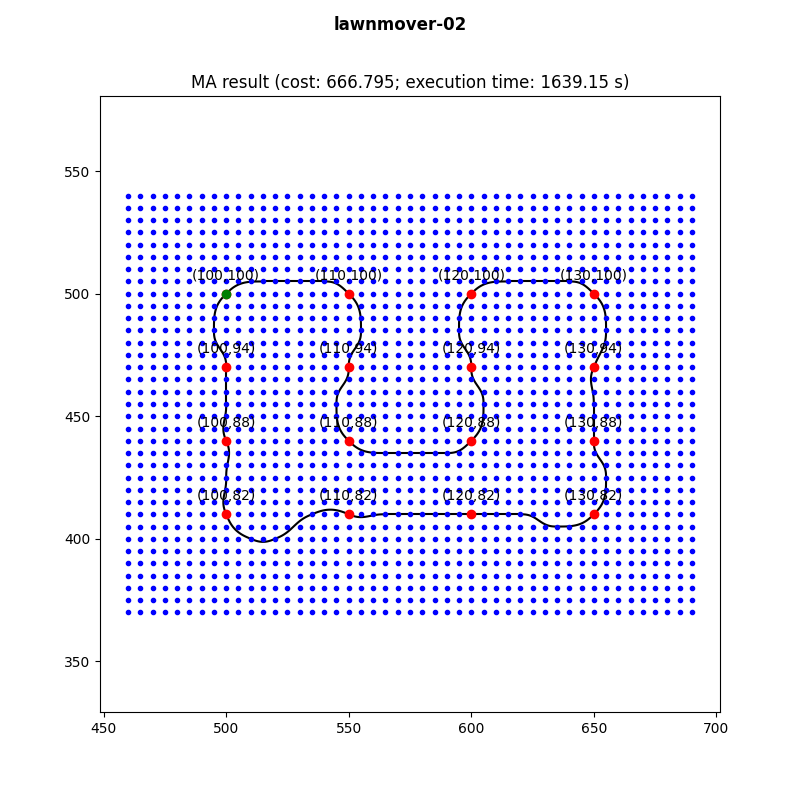 lawnmover-02
MA result (cost: 666.795; execution time: 1639.15 s)
550
500
450
400
350
(100,100) (110,100) (120,100) (130,100)
(100,94) (110,94) (120,94) (130,94)
(100,88) (110,88) (120,88) (130,88)
(100,82) (110,82) (120,82) (130,82)
450 500 550 600 650 700